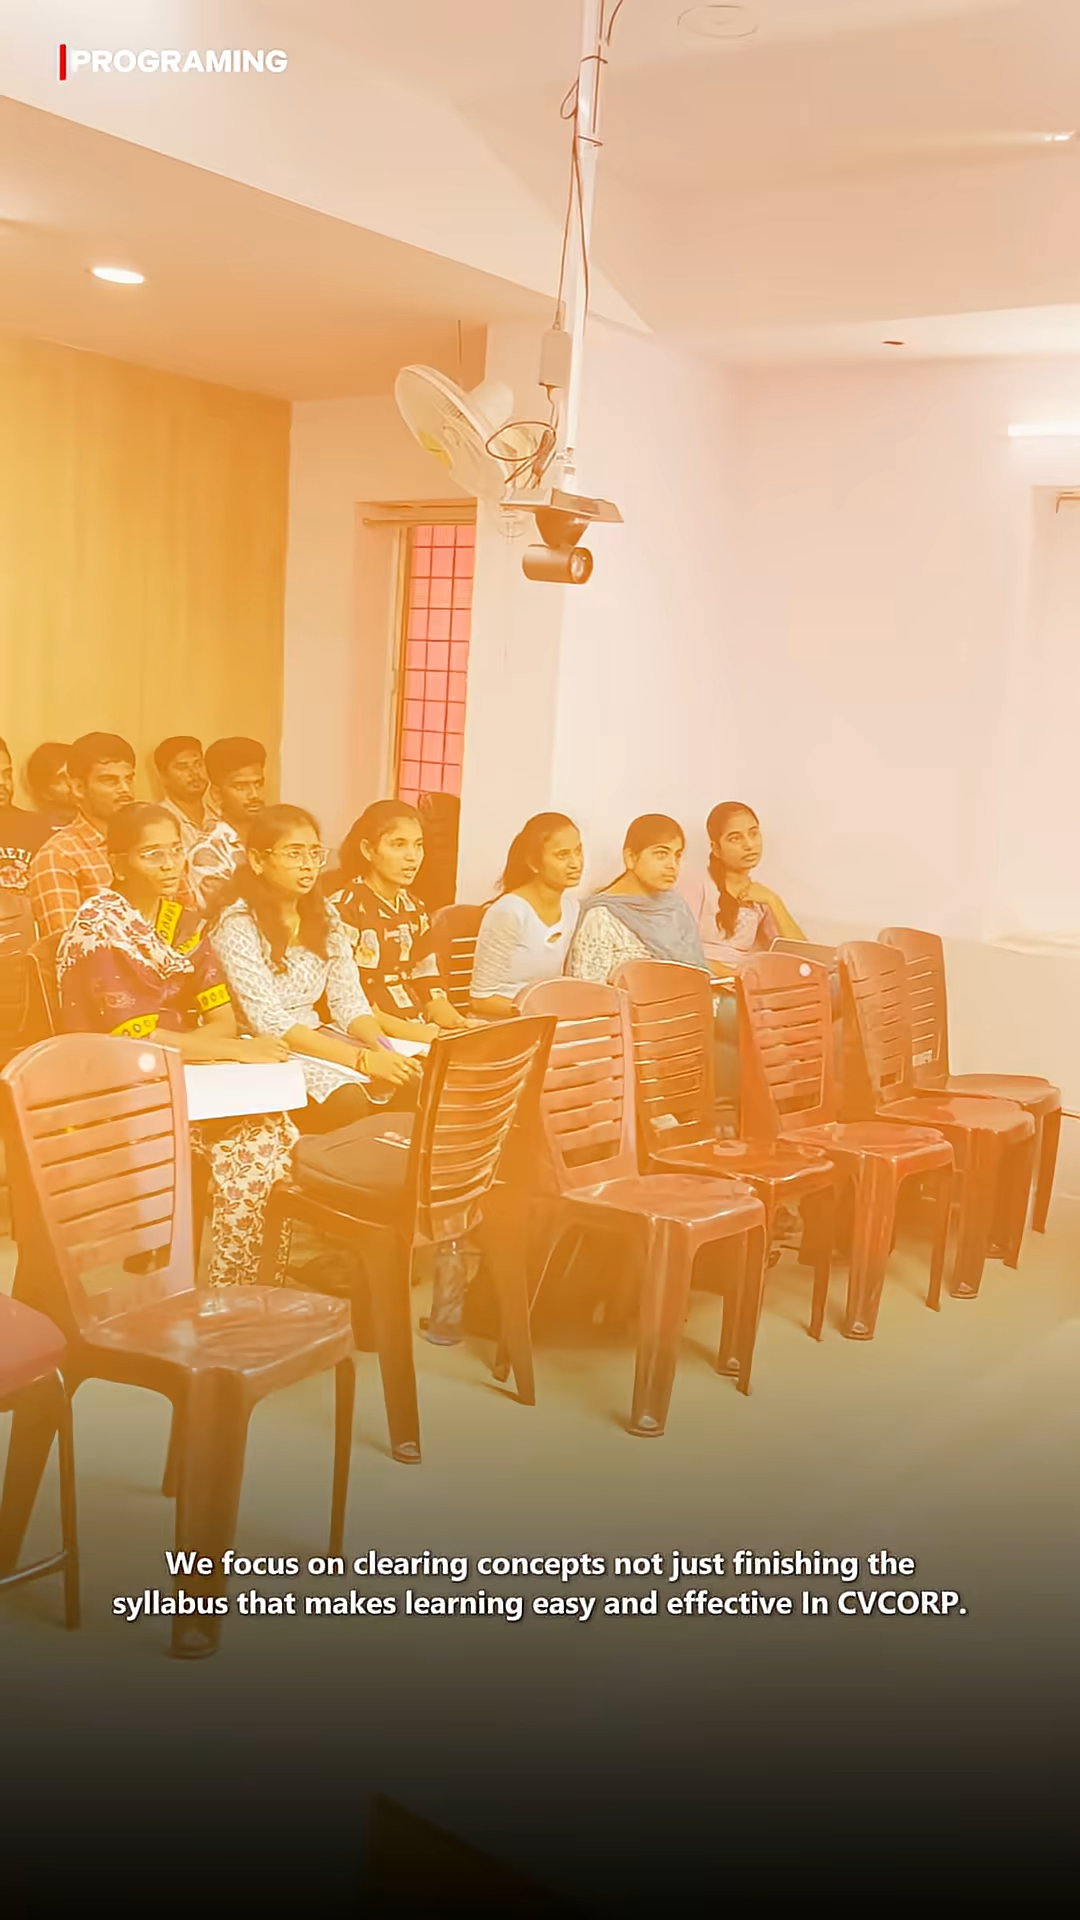 PROGRAMING
We focus on clearing concepts not just finishing the
syllabus that makes learning easy and effective In CVCORP.